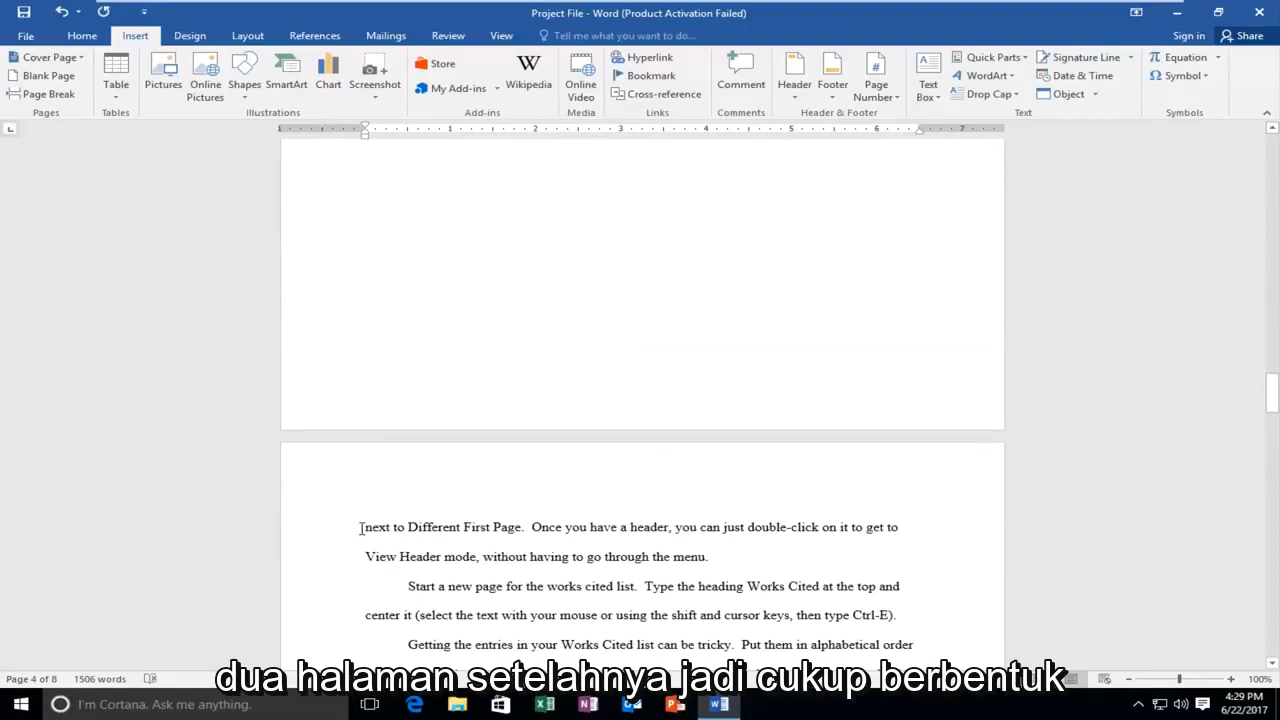 Project File - Word (Product Activation Failed)
File Home Insert Design Layout References Mailings Review View Tell me what you want to do... Sign in Share
Cover Page
Blank Page
Page Break
Pages
Table
Tables
Pictures
Online Pictures
Shapes
SmartArt
Chart
Screenshot
Illustrations
Store
My Add-ins
Wikipedia
Add-ins
Online Video
Media
Hyperlink
Bookmark
Cross-reference
Links
Comment
Comments
Header
Footer
Page Number
Header & Footer
Text Box
Quick Parts
WordArt
Drop Cap
Signature Line
Date & Time
Object
Text
Equation
Symbol
Symbols
1 1 2 3 4 5 6 7
next to Different First Page. Once you have a header, you can just double-click on it to get to
View Header mode, without having to go through the menu.
Start a new page for the works cited list. Type the heading Works Cited at the top and
center it (select the text with your mouse or using the shift and cursor keys, then type Ctrl-E).
Getting the entries in your Works Cited list can be tricky. Put them in alphabetical order
dua halaman setelahnya jadi cukup berbentuk
Page 4 of 8 1506 words 100%
I'm Cortana. Ask me anything.
4:29 PM
6/22/2017